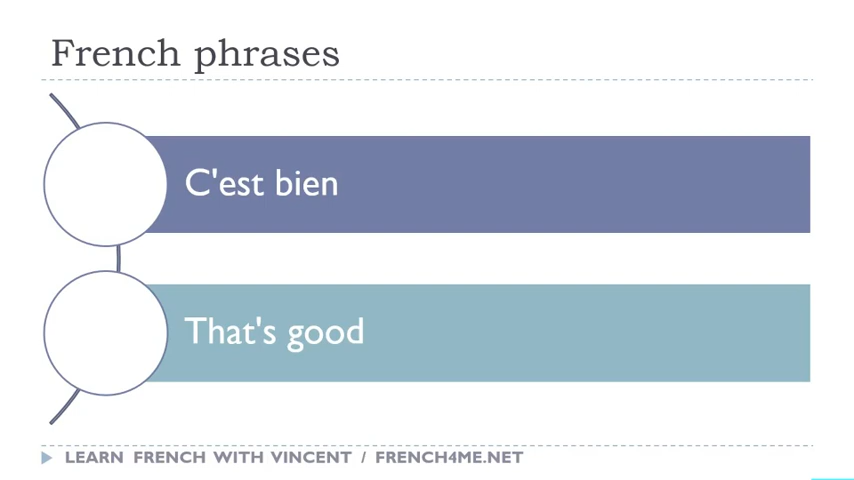 French phrases
C'est bien
That's good
LEARN FRENCH WITH VINCENT / FRENCH4ME.NET